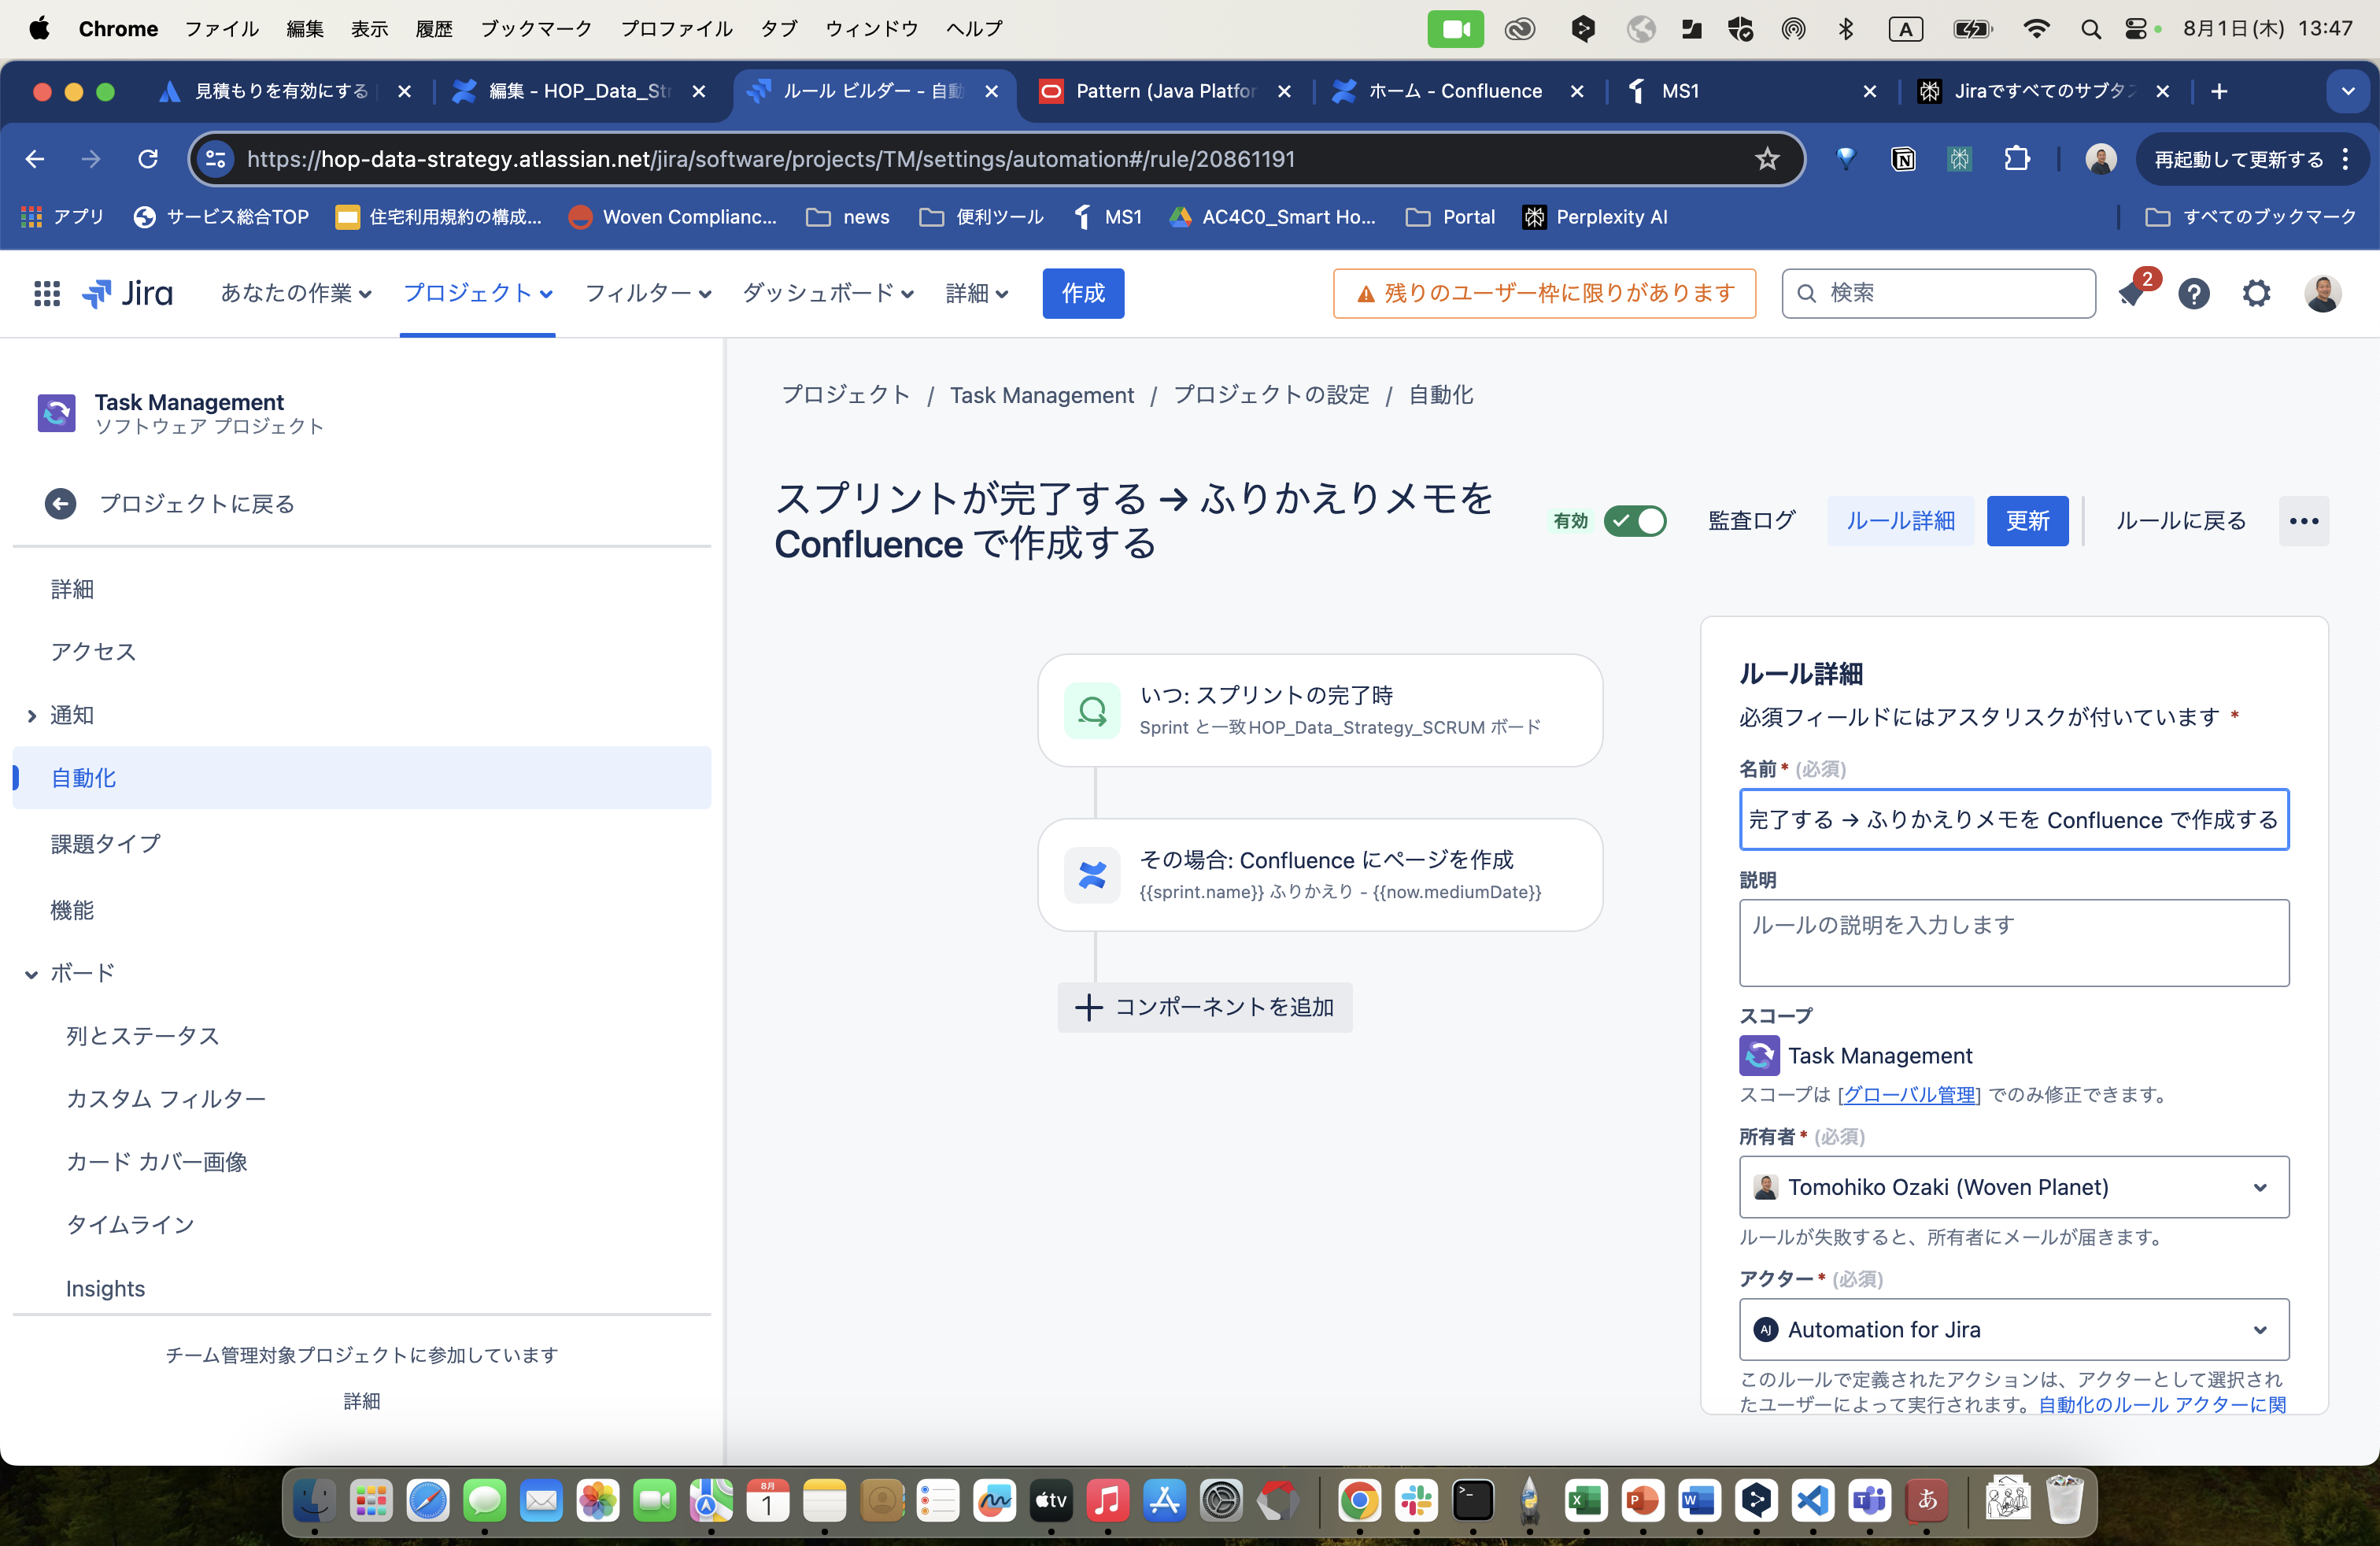 Chrome ファイル 編集 表示 履歴 ブックマーク プロファイル タブ ウィンドウ ヘルプ A 8月1日(木) 13:47
見積もりを有効にする 編集 - HOP_Data_Str ルール ビルダー - 自動 Pattern (Java Platfor ホーム - Confluence MS1 Jiraですべてのサブタス
https://hop-data-strategy.atlassian.net/jira/software/projects/TM/settings/automation#/rule/20861191 再起動して更新する
アプリ サービス総合TOP 住宅利用規約の構成... Woven Complianc... news 便利ツール MS1 AC4C0_Smart Ho... Portal Perplexity AI すべてのブックマーク
Jira あなたの作業 プロジェクト フィルター ダッシュボード 詳細 作成 残りのユーザー枠に限りがあります 検索 2
Task Management
ソフトウェア プロジェクト
プロジェクトに戻る
詳細
アクセス
通知
自動化
課題タイプ
機能
ボード
列とステータス
カスタム フィルター
カード カバー画像
タイムライン
Insights
チーム管理対象プロジェクトに参加しています
詳細
プロジェクト / Task Management / プロジェクトの設定 / 自動化
スプリントが完了する → ふりかえりメモを
Confluence で作成する
有効 監査ログ ルール詳細 更新 ルールに戻る
いつ: スプリントの完了時
Sprint と一致HOP_Data_Strategy_SCRUM ボード
その場合: Confluence にページを作成
{{sprint.name}} ふりかえり - {{now.mediumDate}}
コンポーネントを追加
ルール詳細
必須フィールドにはアスタリスクが付いています *
名前* (必須)
完了する → ふりかえりメモを Confluence で作成する
説明
ルールの説明を入力します
スコープ
Task Management
スコープは [グローバル管理] でのみ修正できます。
所有者* (必須)
Tomohiko Ozaki (Woven Planet)
ルールが失敗すると、所有者にメールが届きます。
アクター* (必須)
AJ Automation for Jira
このルールで定義されたアクションは、アクターとして選択され
たユーザーによって実行されます。自動化のルール アクターに関
8月
1
tv
あ